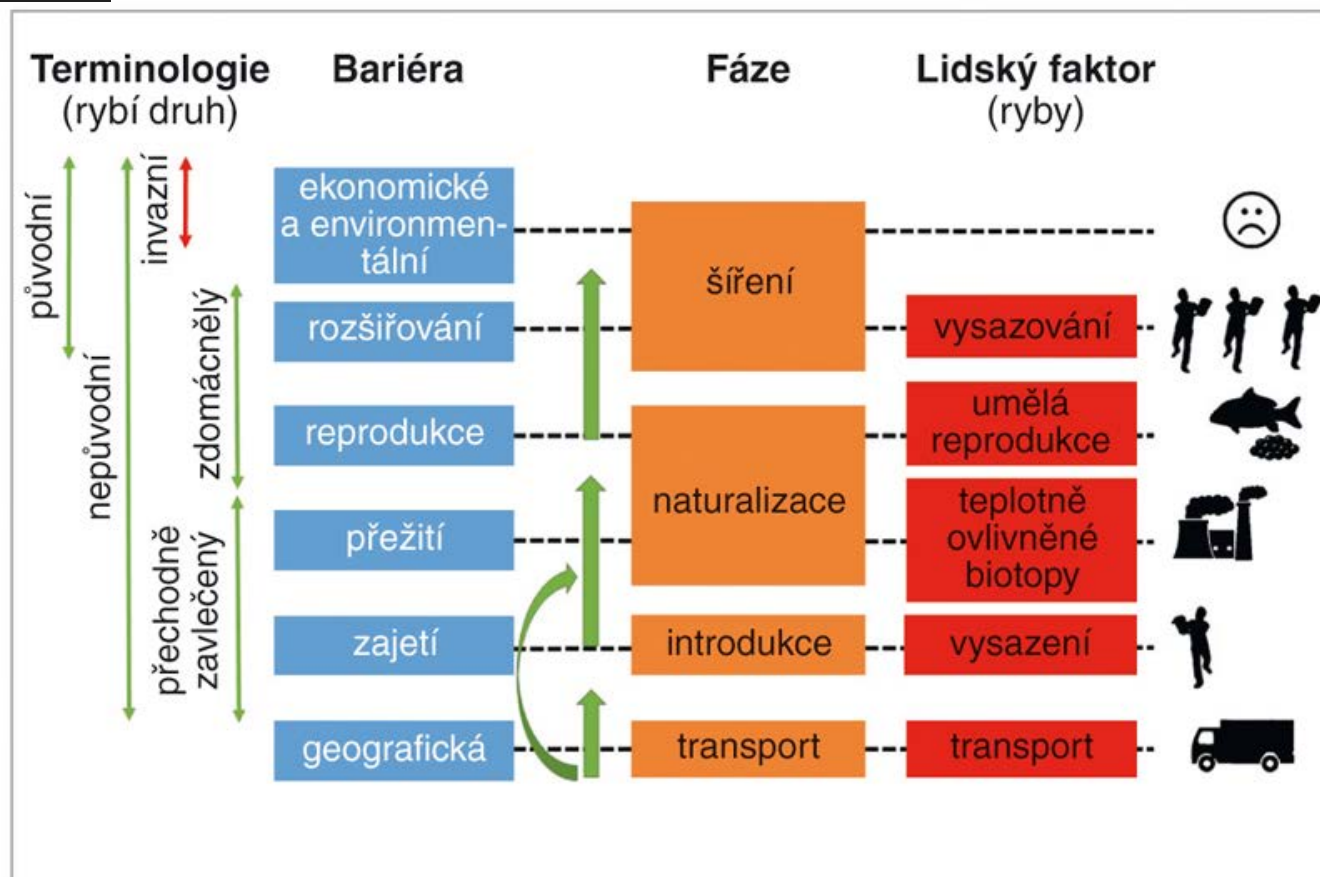 Terminologie
(rybí druh)
Bariéra
Fáze
Lidský faktor
(ryby)
původní
nepůvodní
invazní
zdomácnělý
přechodně
zavlečený
ekonomické
a environmen-
tální
rozšiřování
reprodukce
přežití
zajetí
geografická
šíření
naturalizace
introdukce
transport
vysazování
umělá
reprodukce
teplotně
ovlivněné
biotopy
vysazení
transport